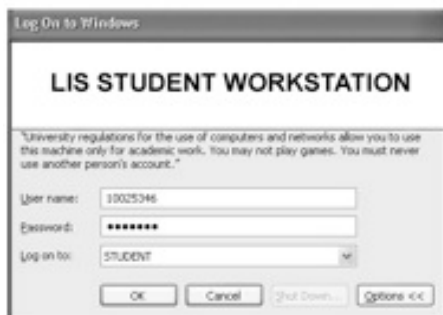 Log On to Windows
LIS STUDENT WORKSTATION
"University regulations for the use of computers and networks allow you to use
this machine only for academic work. You may not play games. You must never
use another person's account."
User name: 10025346
Password: •••••••
Log on to: STUDENT
OK Cancel Shut Down... Options <<